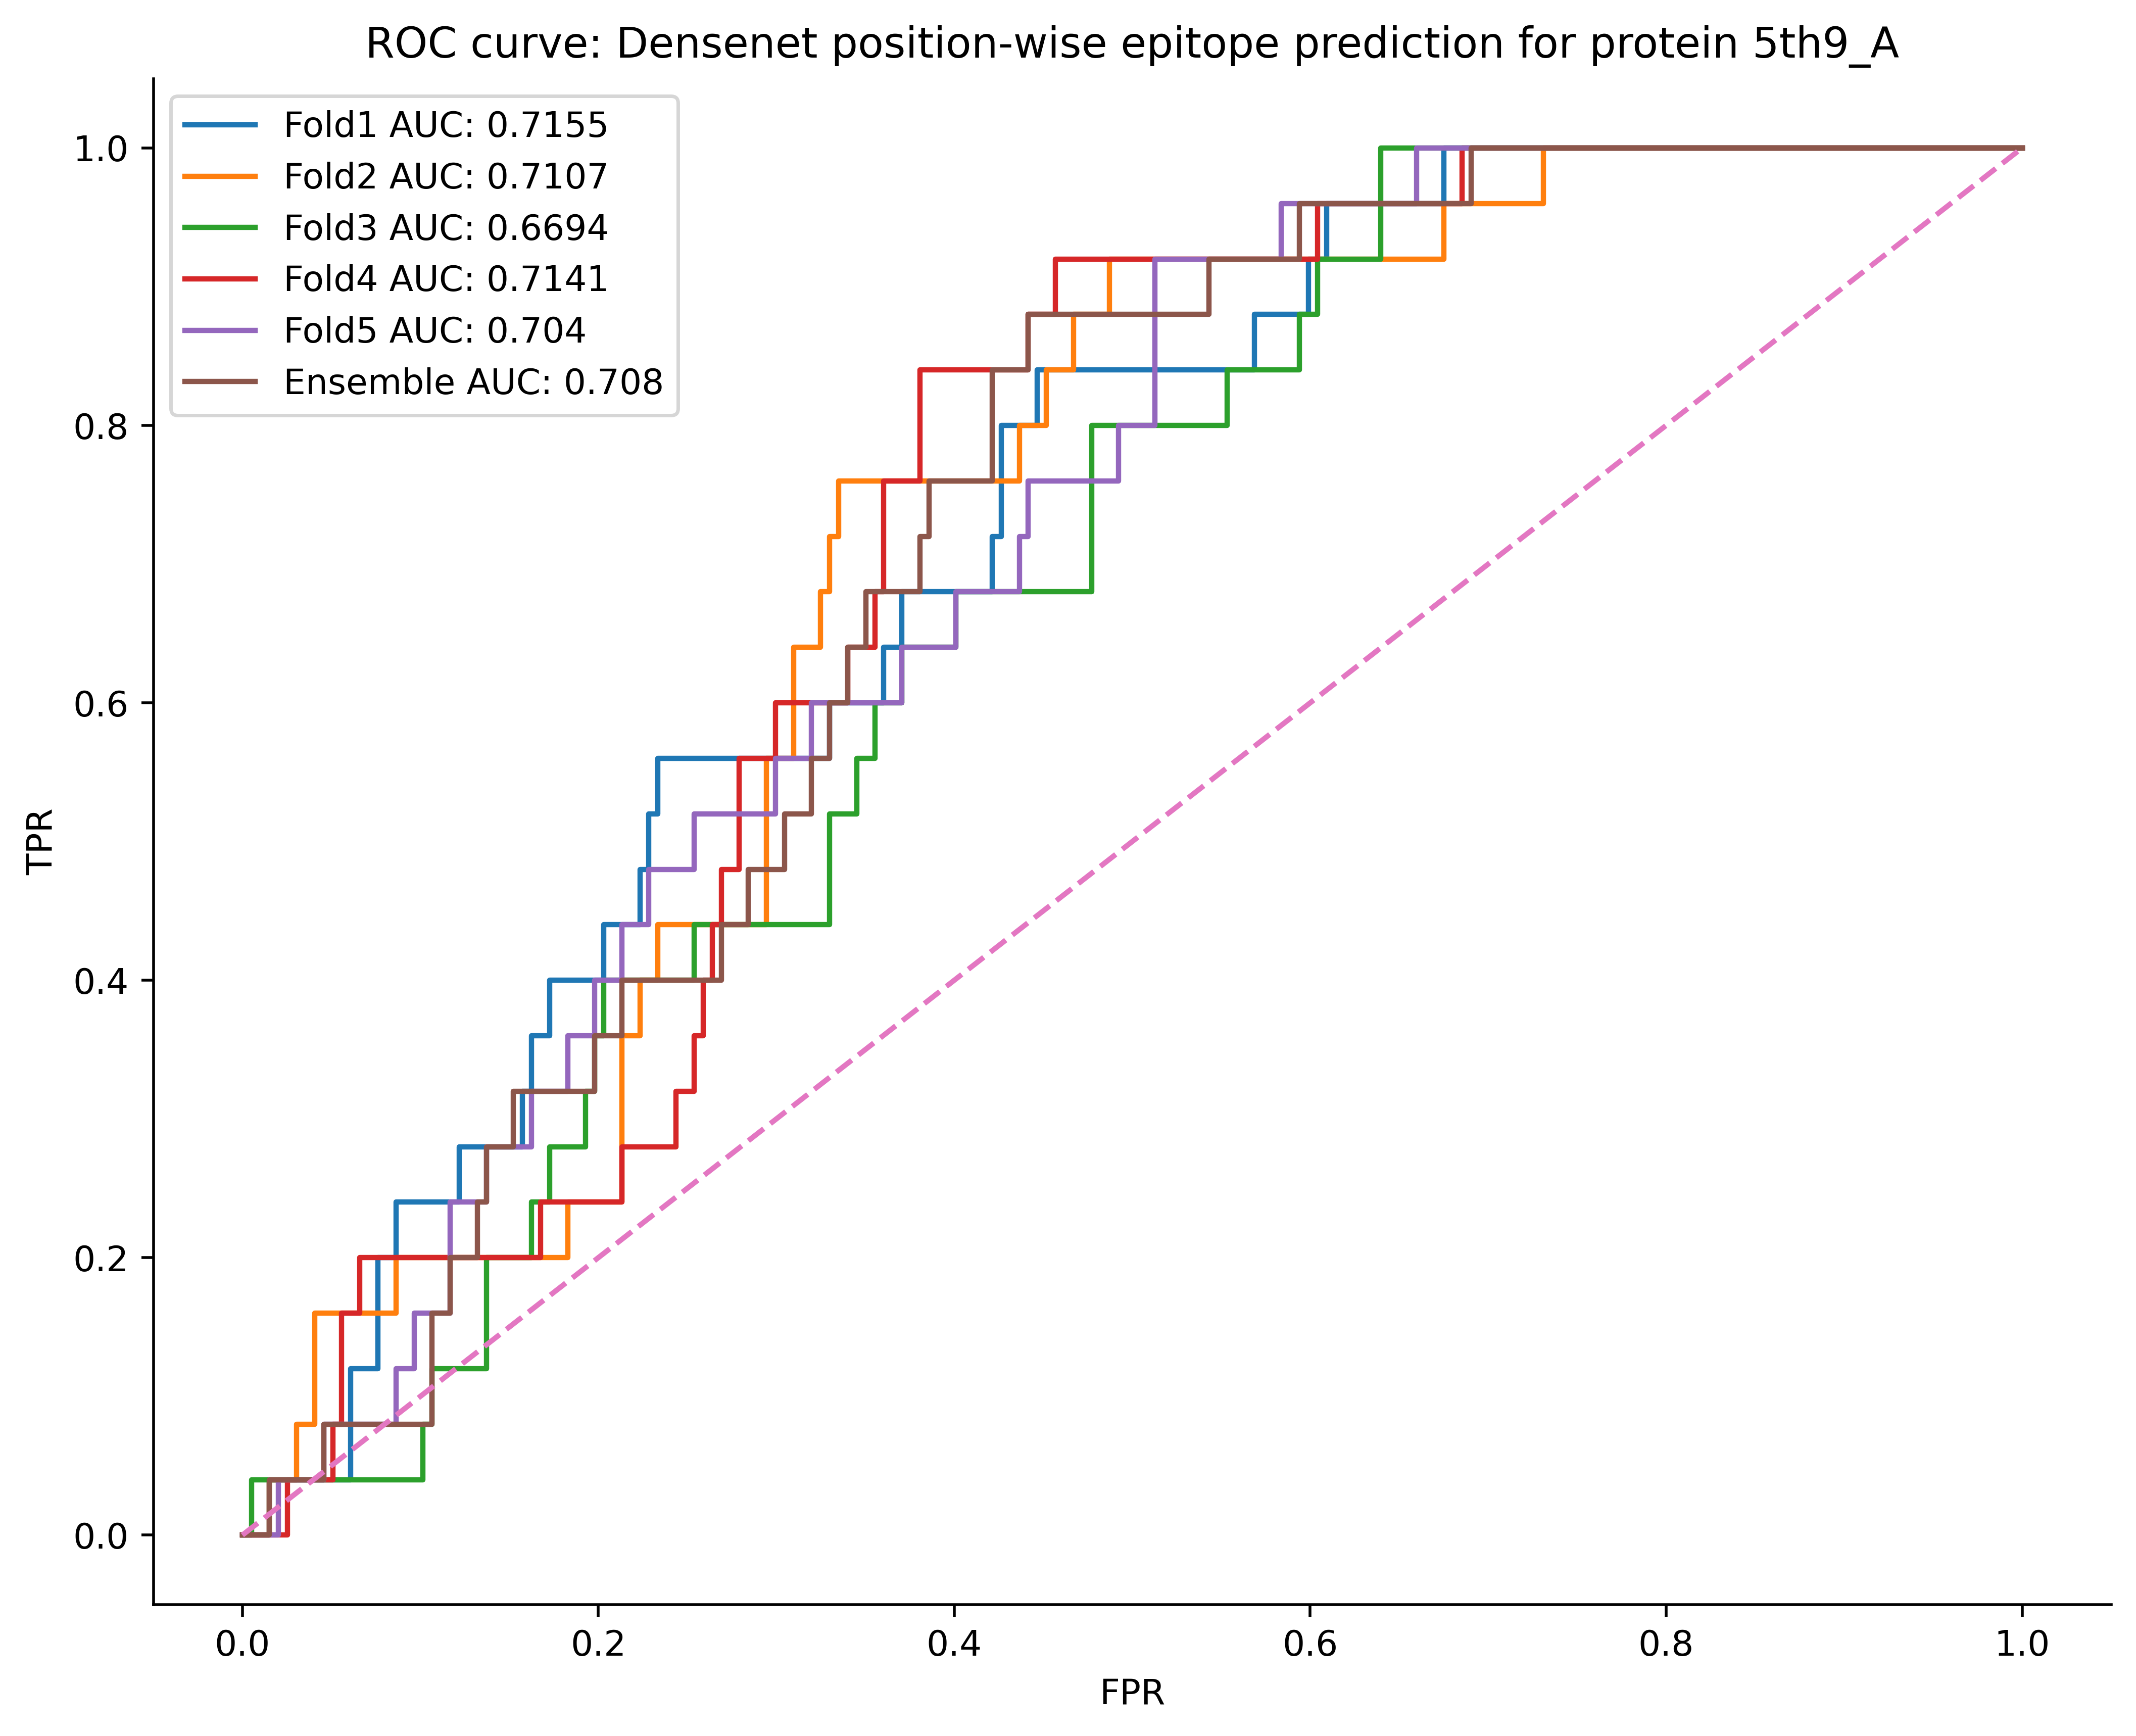 ROC curve: Densenet position-wise epitope prediction for protein 5th9_A
Fold1 AUC: 0.7155
Fold2 AUC: 0.7107
Fold3 AUC: 0.6694
Fold4 AUC: 0.7141
Fold5 AUC: 0.704
Ensemble AUC: 0.708
1.0
0.8
0.6
0.4
0.2
0.0
TPR
0.0 0.2 0.4 0.6 0.8 1.0
FPR